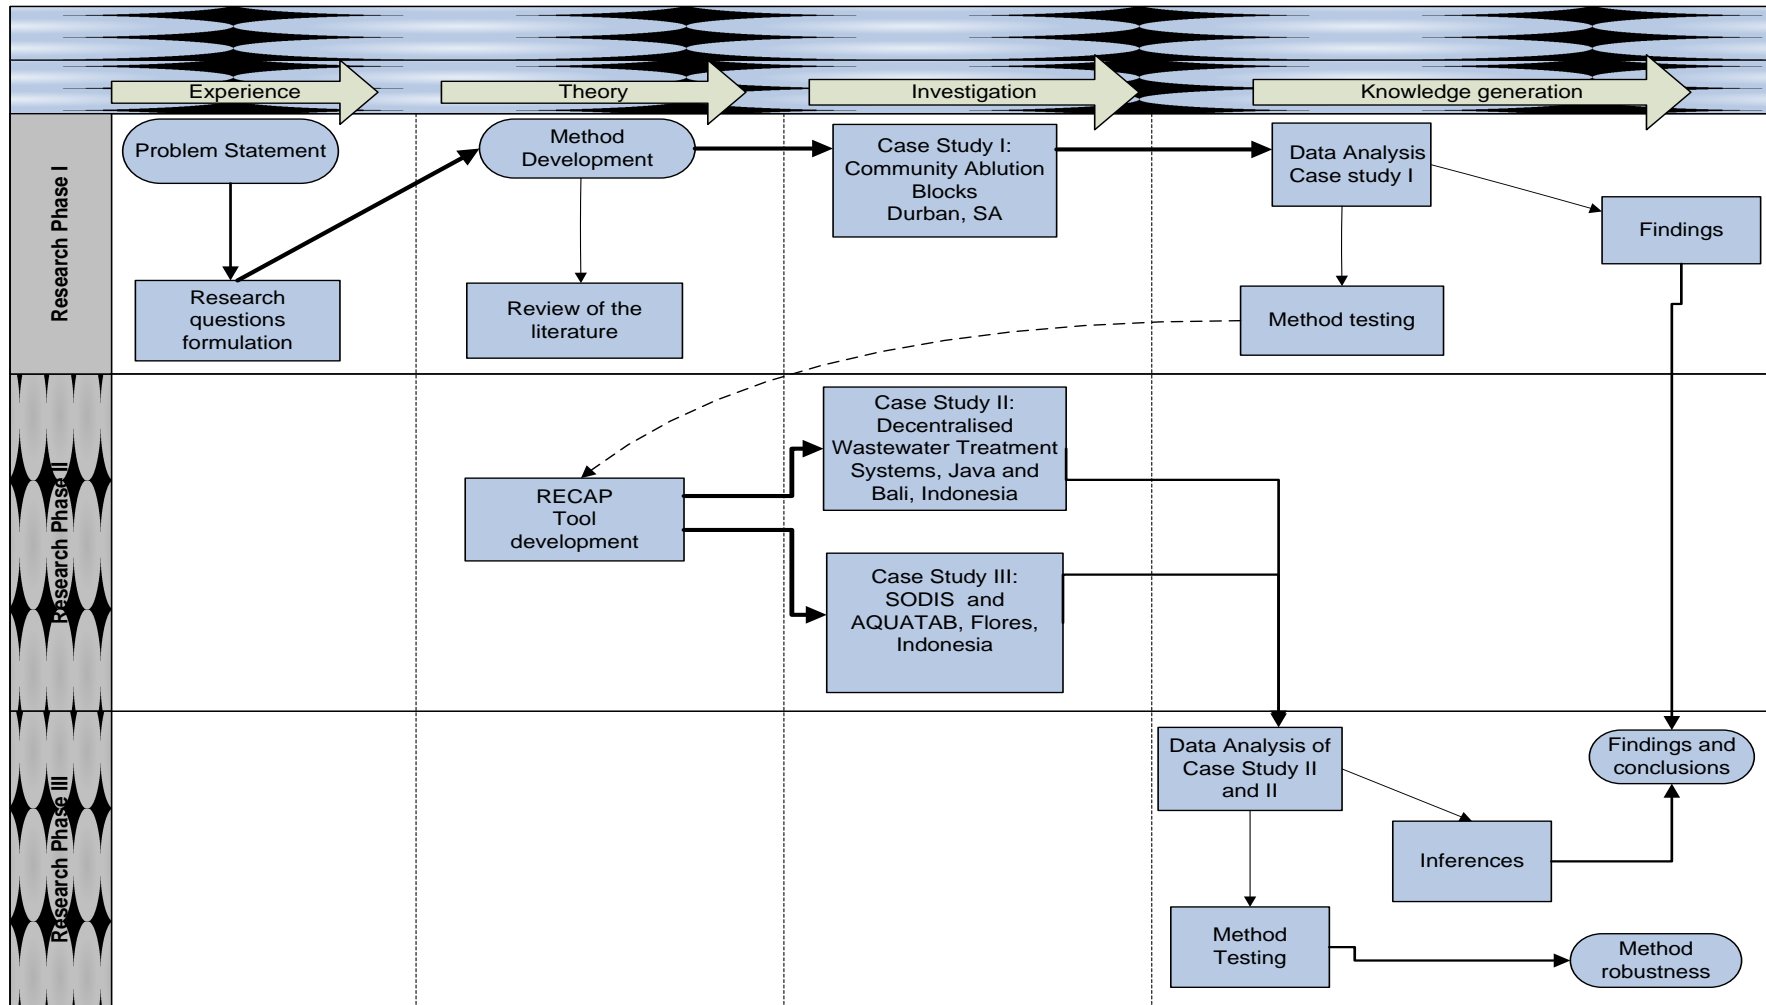 Experience
Theory
Investigation
Knowledge generation
Research Phase I
Problem Statement
Research
questions
formulation
Method
Development
Review of the
literature
Case Study I:
Community Ablution
Blocks
Durban, SA
Data Analysis
Case study I
Findings
Method testing
Research Phase II
RECAP
Tool
development
Case Study II:
Decentralised
Wastewater Treatment
Systems, Java and
Bali, Indonesia
Case Study III:
SODIS and
AQUATAB, Flores,
Indonesia
Research Phase III
Data Analysis of
Case Study II
and II
Findings and
conclusions
Inferences
Method
Testing
Method
robustness